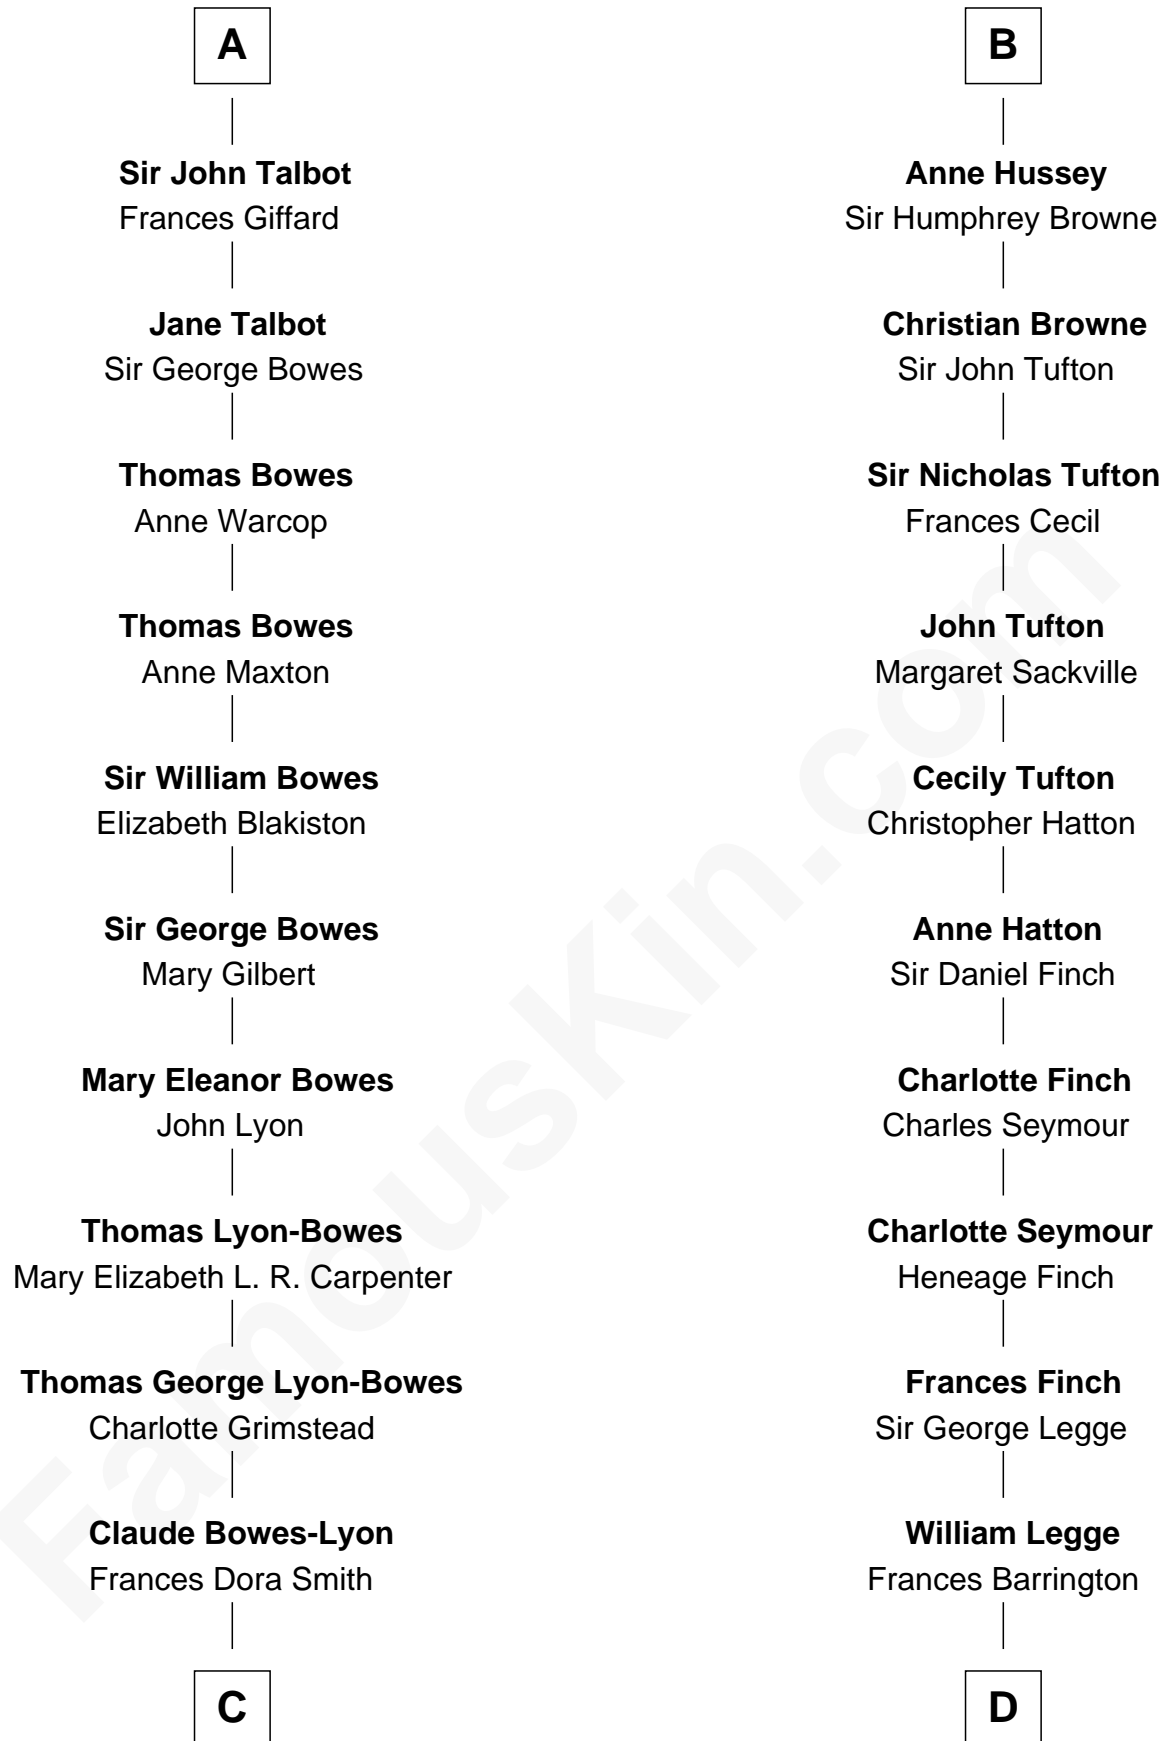 A
Sir John Talbot
Frances Giffard
Jane Talbot
Sir George Bowes
Thomas Bowes
Anne Warcop
Thomas Bowes
Anne Maxton
Sir William Bowes
Elizabeth Blakiston
Sir George Bowes
Mary Gilbert
Mary Eleanor Bowes
John Lyon
Thomas Lyon-Bowes
Mary Elizabeth L. R. Carpenter
Thomas George Lyon-Bowes
Charlotte Grimstead
Claude Bowes-Lyon
Frances Dora Smith
C
B
Anne Hussey
Sir Humphrey Browne
Christian Browne
Sir John Tufton
Sir Nicholas Tufton
Frances Cecil
John Tufton
Margaret Sackville
Cecily Tufton
Christopher Hatton
Anne Hatton
Sir Daniel Finch
Charlotte Finch
Charles Seymour
Charlotte Seymour
Heneage Finch
Frances Finch
Sir George Legge
William Legge
Frances Barrington
D
FamousKin.com